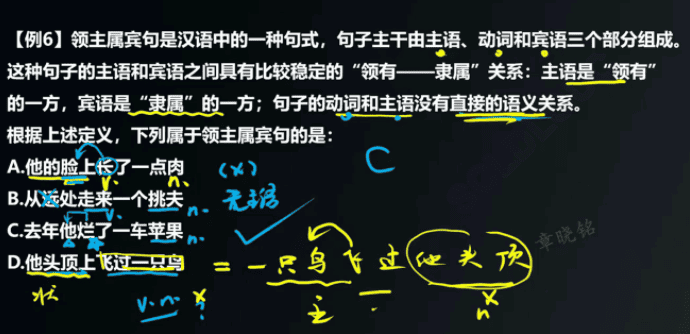 【例6】领主属宾句是汉语中的一种句式，句子主干由主语、动词和宾语三个部分组成。
这种句子的主语和宾语之间具有比较稳定的“领有——隶属”关系：主语是“领有”
的一方，宾语是“隶属”的一方；句子的动词和主语没有直接的语义关系。
根据上述定义，下列属于领主属宾句的是：
C
A.他的脸上长了一点肉 (×)
v. n.
B.从远处走来一个挑夫 n. 无主语
C.去年他烂了一车苹果 n. ✓
章晓铭
D.他头顶上飞过一只鸟 = 一只鸟飞过他头顶
状 v. n. × ? 主 × n